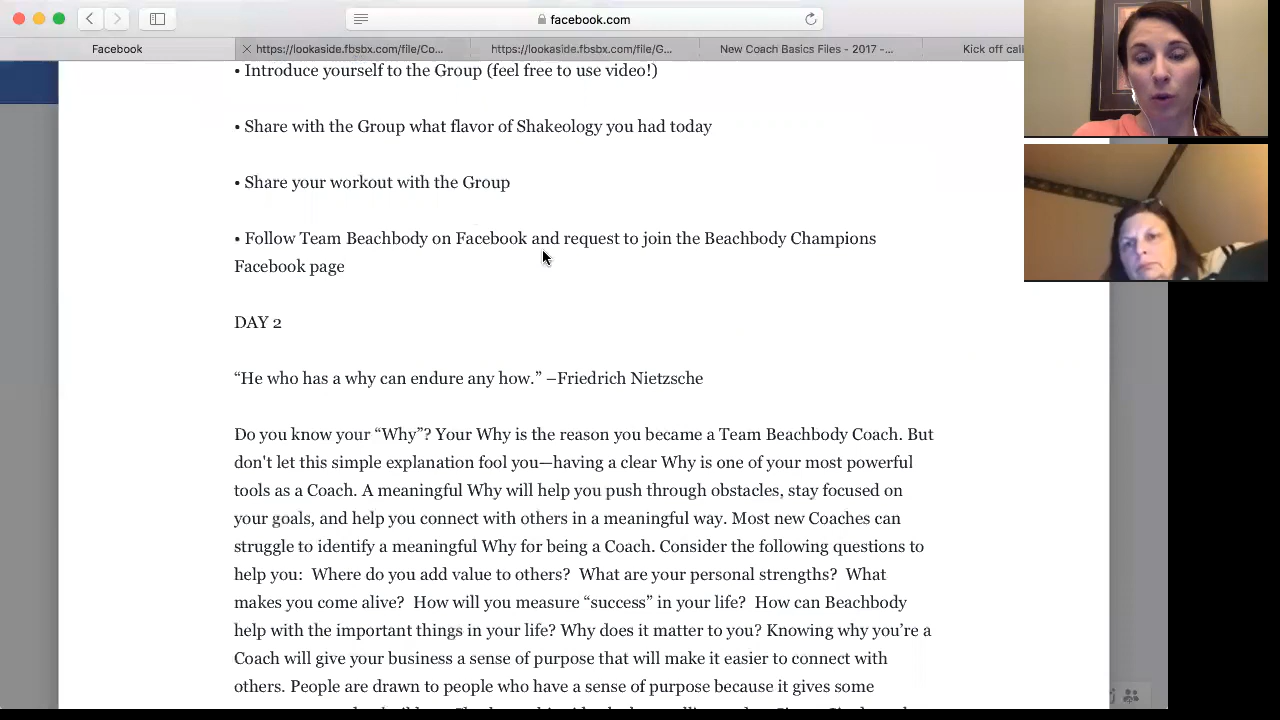 facebook.com
Facebook
https://lookaside.fbsbx.com/file/Co...
https://lookaside.fbsbx.com/file/G...
New Coach Basics Files - 2017 -...
Kick off call
• Introduce yourself to the Group (feel free to use video!)
• Share with the Group what flavor of Shakeology you had today
• Share your workout with the Group
• Follow Team Beachbody on Facebook and request to join the Beachbody Champions
Facebook page
DAY 2
“He who has a why can endure any how.” –Friedrich Nietzsche
Do you know your “Why”? Your Why is the reason you became a Team Beachbody Coach. But
don't let this simple explanation fool you—having a clear Why is one of your most powerful
tools as a Coach. A meaningful Why will help you push through obstacles, stay focused on
your goals, and help you connect with others in a meaningful way. Most new Coaches can
struggle to identify a meaningful Why for being a Coach. Consider the following questions to
help you:  Where do you add value to others?  What are your personal strengths?  What
makes you come alive?  How will you measure “success” in your life?  How can Beachbody
help with the important things in your life? Why does it matter to you? Knowing why you’re a
Coach will give your business a sense of purpose that will make it easier to connect with
others. People are drawn to people who have a sense of purpose because it gives some